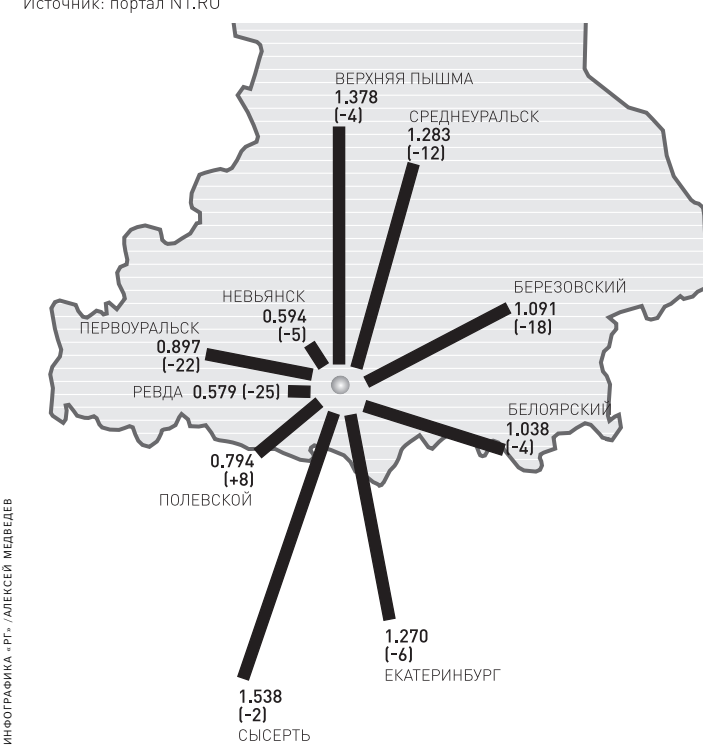 Источник: портал N1.RU
ВЕРХНЯЯ ПЫШМА
1.378
(-4)
СРЕДНЕУРАЛЬСК
1.283
(-12)
БЕРЕЗОВСКИЙ
1.091
(-18)
НЕВЬЯНСК
0.594
(-5)
ПЕРВОУРАЛЬСК
0.897
(-22)
РЕВДА 0.579 (-25)
БЕЛОЯРСКИЙ
1.038
(-4)
0.794
(+8)
ПОЛЕВСКОЙ
1.270
(-6)
ЕКАТЕРИНБУРГ
1.538
(-2)
СЫСЕРТЬ
ИНФОГРАФИКА «РГ» /АЛЕКСЕЙ МЕДВЕДЕВ